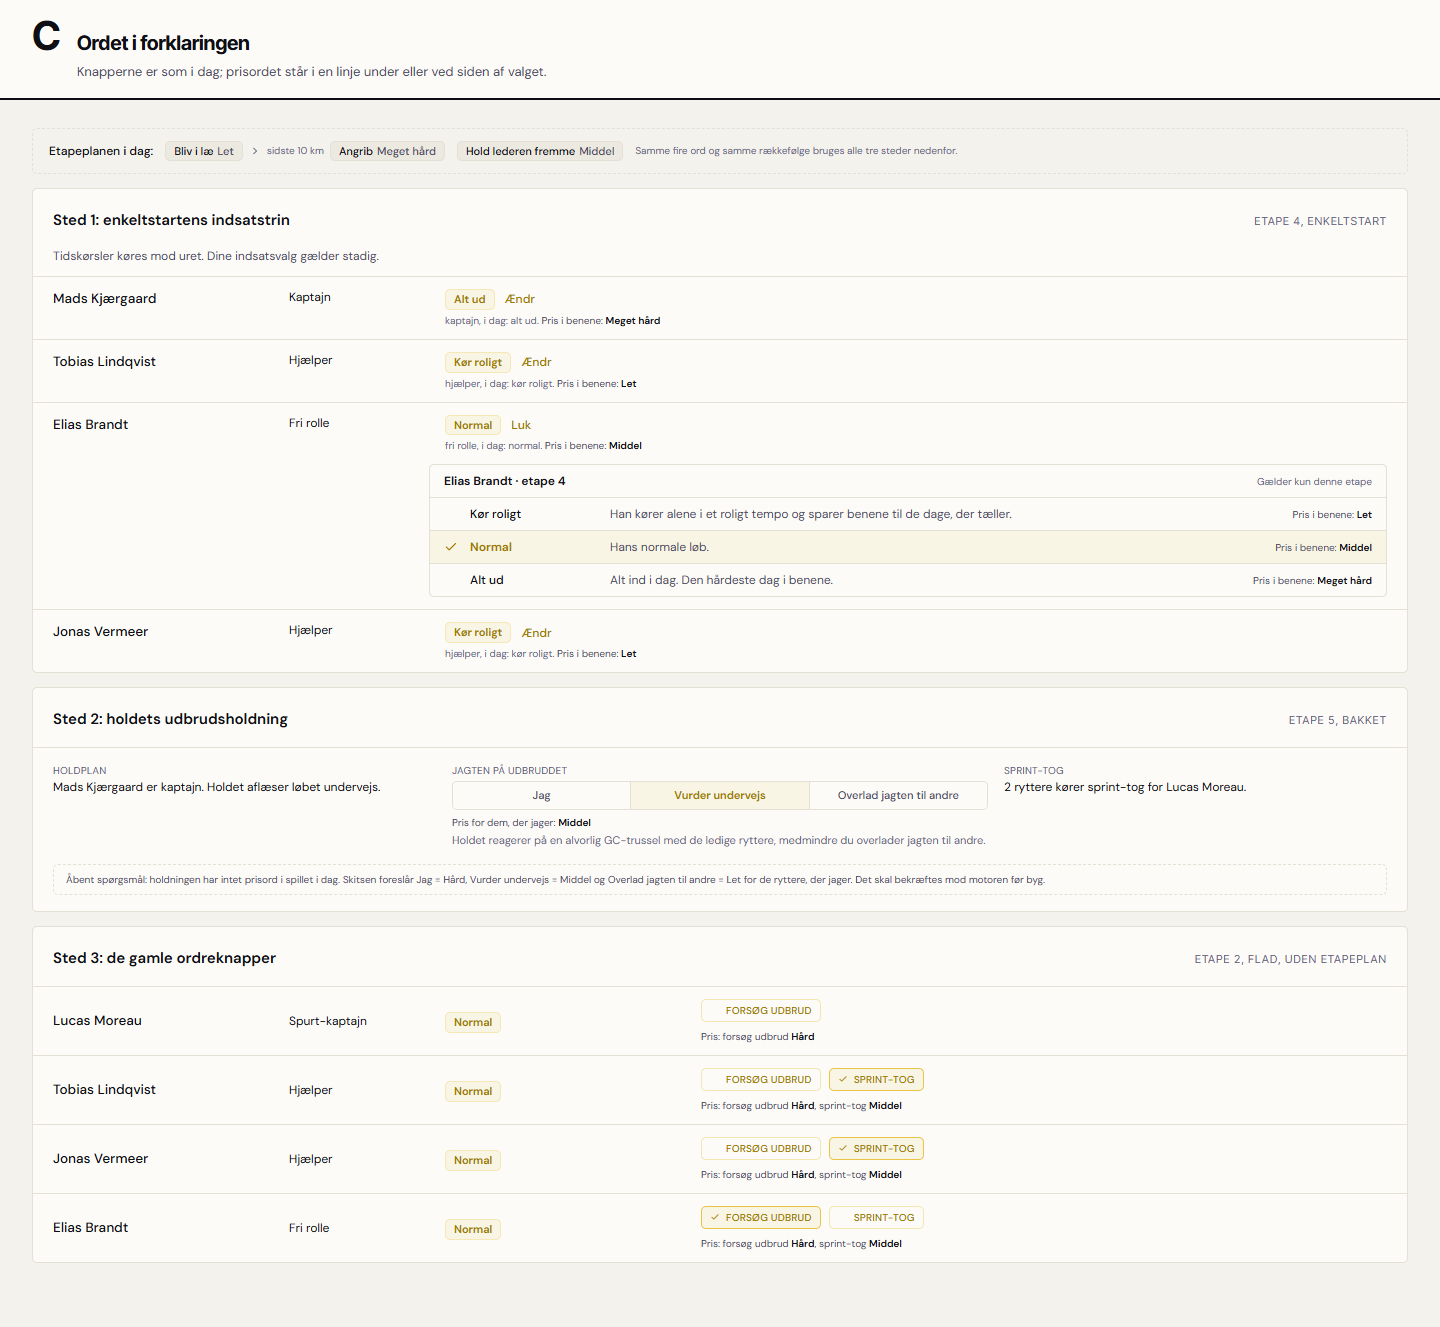 C
Ordet i forklaringen
Knapperne er som i dag; prisordet står i en linje under eller ved siden af valget.
Etapeplanen i dag: Bliv i læ Let > sidste 10 km Angrib Meget hård Hold lederen fremme Middel Samme fire ord og samme rækkefølge bruges alle tre steder nedenfor.
Sted 1: enkeltstartens indsatstrin ETAPE 4, ENKELTSTART
Tidskørsler køres mod uret. Dine indsatsvalg gælder stadig.
Mads Kjærgaard Kaptajn Alt ud Ændr
kaptajn, i dag: alt ud. Pris i benene: Meget hård
Tobias Lindqvist Hjælper Kør roligt Ændr
hjælper, i dag: kør roligt. Pris i benene: Let
Elias Brandt Fri rolle Normal Luk
fri rolle, i dag: normal. Pris i benene: Middel
Elias Brandt · etape 4 Gælder kun denne etape
Kør roligt Han kører alene i et roligt tempo og sparer benene til de dage, der tæller. Pris i benene: Let
✓ Normal Hans normale løb. Pris i benene: Middel
Alt ud Alt ind i dag. Den hårdeste dag i benene. Pris i benene: Meget hård
Jonas Vermeer Hjælper Kør roligt Ændr
hjælper, i dag: kør roligt. Pris i benene: Let
Sted 2: holdets udbrudsholdning ETAPE 5, BAKKET
HOLDPLAN JAGTEN PÅ UDBRUDDET SPRINT-TOG
Mads Kjærgaard er kaptajn. Holdet aflæser løbet undervejs. 2 ryttere kører sprint-tog for Lucas Moreau.
Jag Vurder undervejs Overlad jagten til andre
Pris for dem, der jager: Middel
Holdet reagerer på en alvorlig GC-trussel med de ledige ryttere, medmindre du overlader jagten til andre.
Åbent spørgsmål: holdningen har intet prisord i spillet i dag. Skitsen foreslår Jag = Hård, Vurder undervejs = Middel og Overlad jagten til andre = Let for de ryttere, der jager. Det skal bekræftes mod motoren før byg.
Sted 3: de gamle ordreknapper ETAPE 2, FLAD, UDEN ETAPEPLAN
Lucas Moreau Spurt-kaptajn Normal FORSØG UDBRUD
Pris: forsøg udbrud Hård
Tobias Lindqvist Hjælper Normal FORSØG UDBRUD ✓ SPRINT-TOG
Pris: forsøg udbrud Hård, sprint-tog Middel
Jonas Vermeer Hjælper Normal FORSØG UDBRUD ✓ SPRINT-TOG
Pris: forsøg udbrud Hård, sprint-tog Middel
Elias Brandt Fri rolle Normal ✓ FORSØG UDBRUD SPRINT-TOG
Pris: forsøg udbrud Hård, sprint-tog Middel